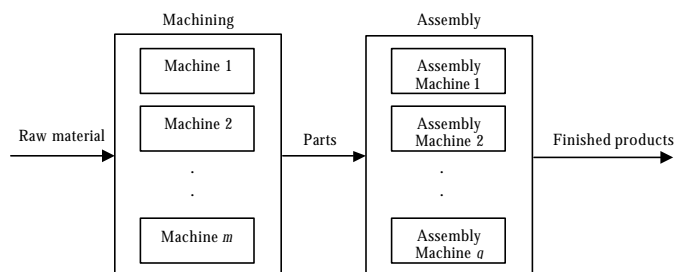 Machining
Assembly
Machine 1
Assembly
Machine 1
Machine 2
Assembly
Machine 2
Raw material
Parts
Finished products
.
.
.
.
Machine m
Assembly
Machine q